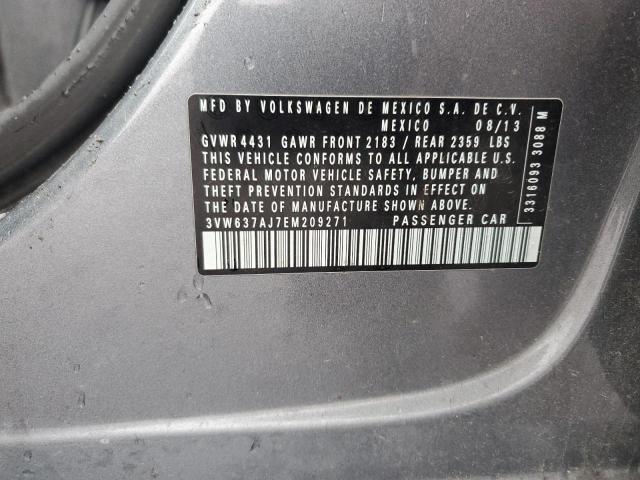 MFD BY VOLKSWAGEN DE MEXICO S.A. DE C.V.
MEXICO 08/13
GVWR 4431 GAWR FRONT 2183 / REAR 2359 LBS
THIS VEHICLE CONFORMS TO ALL APPLICABLE U.S.
FEDERAL MOTOR VEHICLE SAFETY, BUMPER AND
THEFT PREVENTION STANDARDS IN EFFECT ON
THE DATE OF MANUFACTURE SHOWN ABOVE.
3VW637AJ7EM209271 PASSENGER CAR
3316093 3088 M